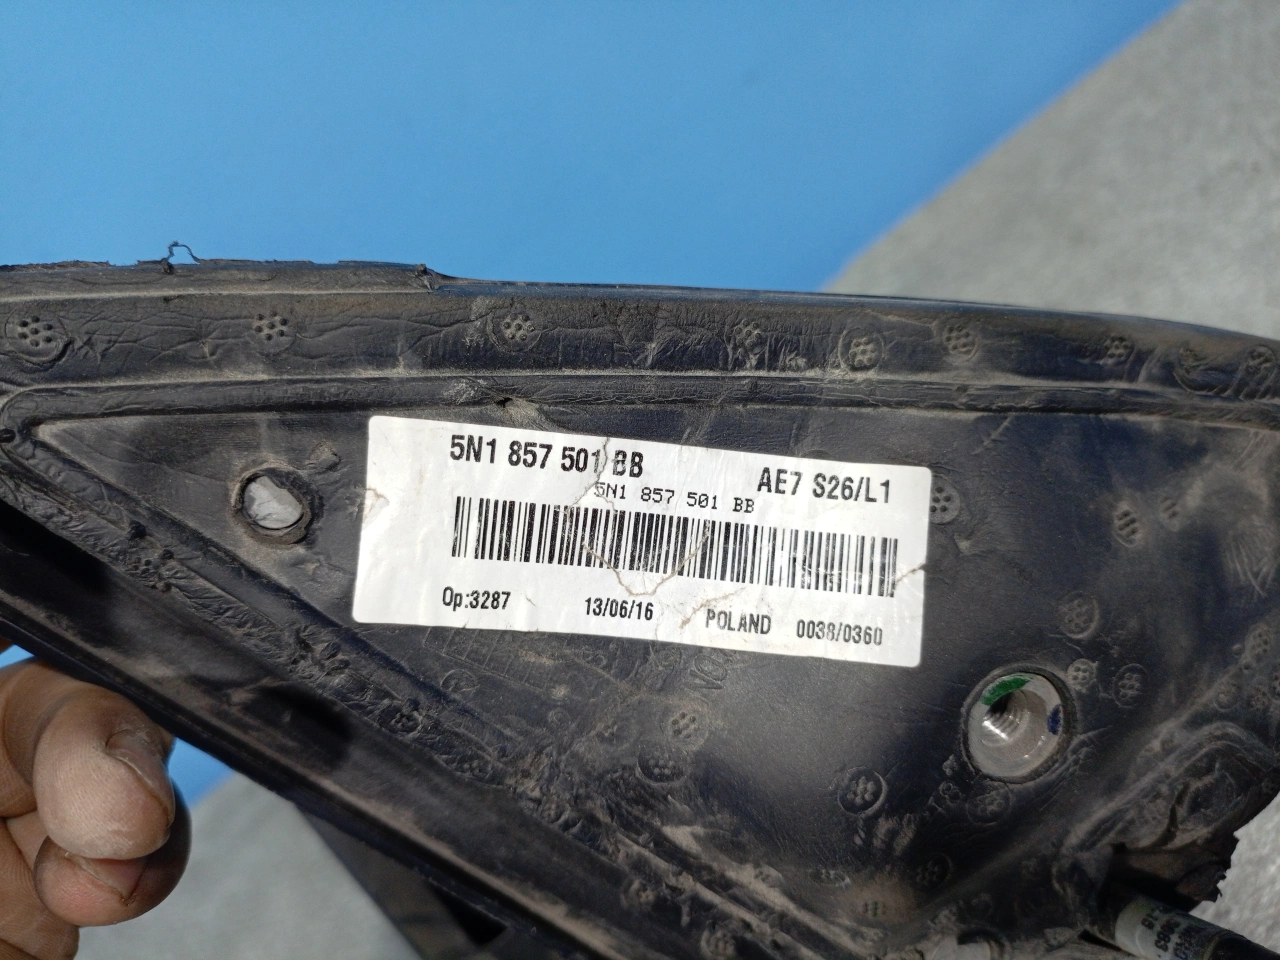 5N1 857 501 BB
AE7 S26/L1
5N1 857 501 BB
Op:3287
13/06/16
POLAND
0038/0360